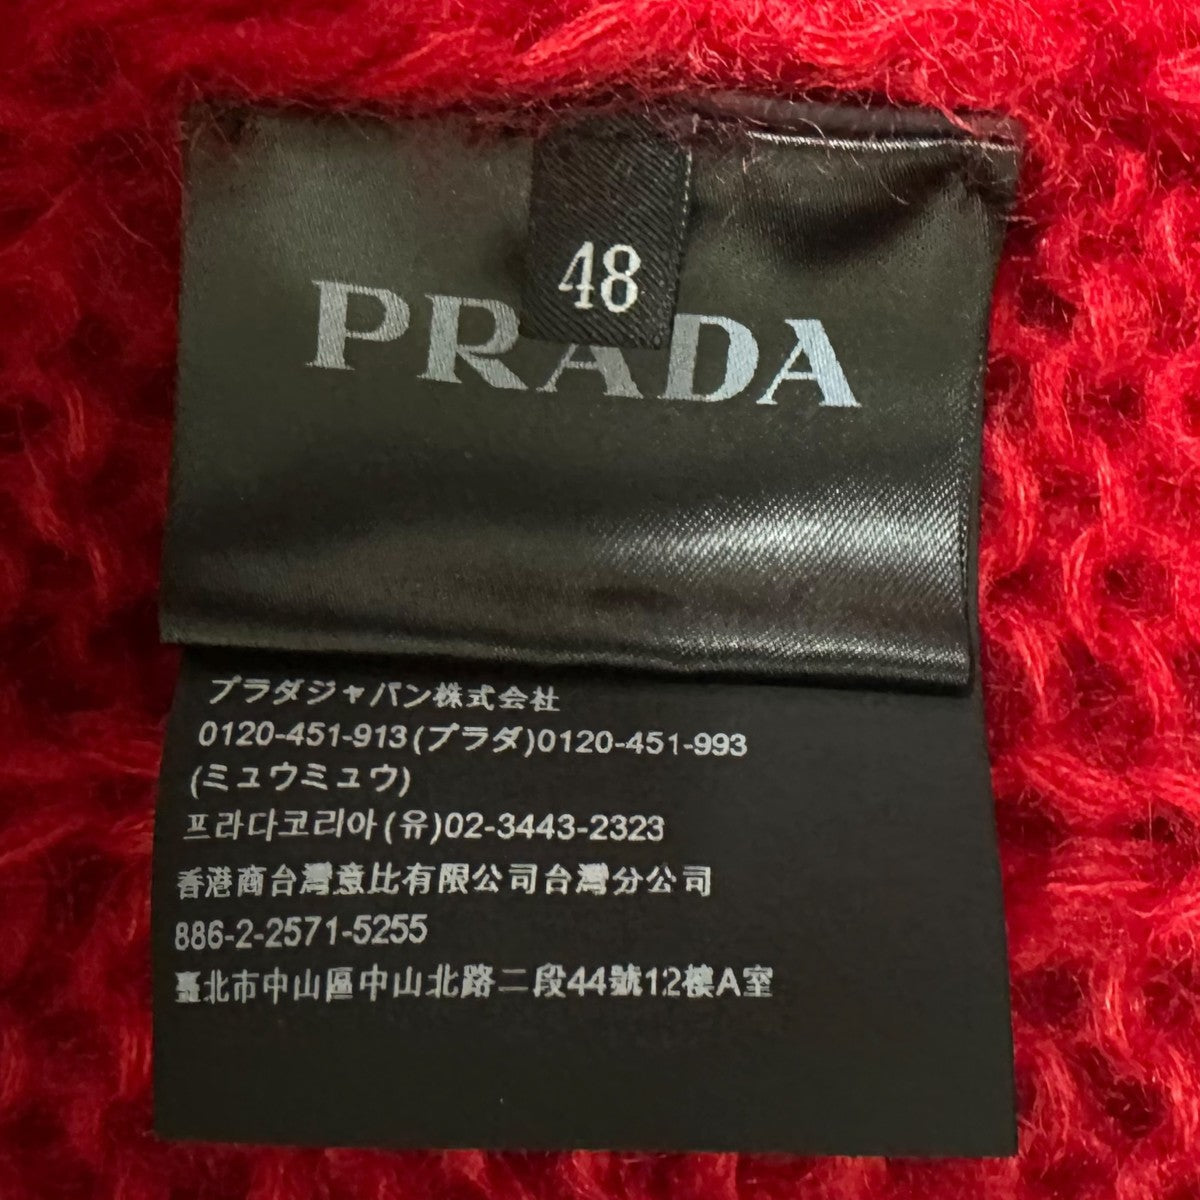 48
PRADA
プラダジャパン株式会社
0120-451-913(プラダ)0120-451-993
(ミュウミュウ)
프라다코리아(유)02-3443-2323
香港商台灣意比有限公司台灣分公司
886-2-2571-5255
臺北市中山區中山北路二段44號12樓A室